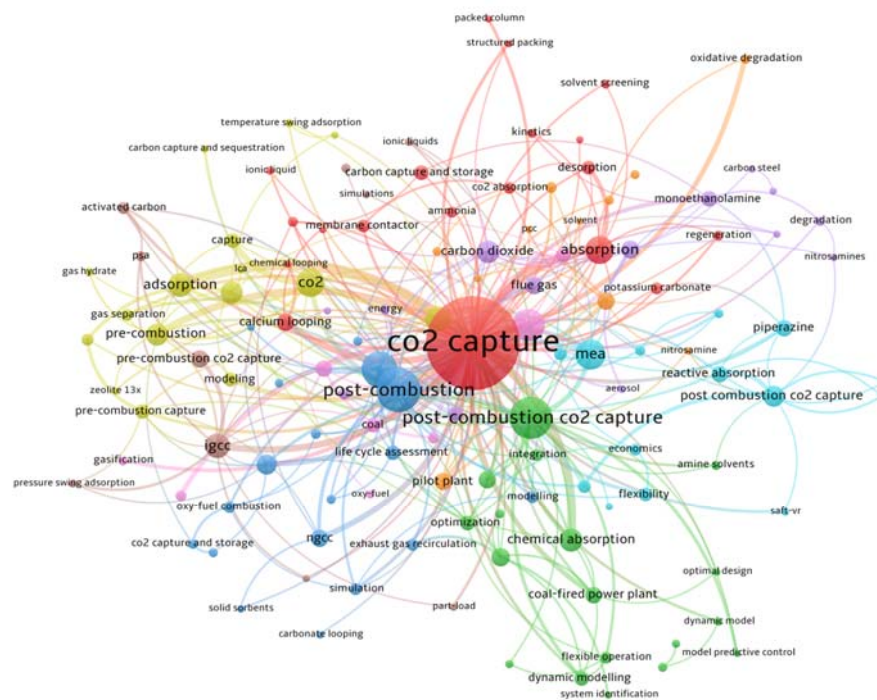 packed column
structured packing
oxidative degradation
solvent screening
temperature swing adsorption
kinetics
carbon capture and sequestration
ionic liquids
ionic liquid
carbon capture and storage
desorption
carbon steel
simulations
co2 absorption
monoethanolamine
activated carbon
ammonia
solvent
degradation
membrane contactor
pcc
regeneration
capture
carbon dioxide
absorption
psa
chemical looping
nitrosamines
gas hydrate
lca
adsorption
co2
flue gas
potassium carbonate
energy
gas separation
calcium looping
pre-combustion
piperazine
co2 capture
mea
nitrosamine
pre-combustion co2 capture
reactive absorption
modeling
zeolite 13x
post-combustion
aerosol
post combustion co2 capture
pre-combustion capture
post-combustion co2 capture
coal
igcc
life cycle assessment
integration
economics
gasification
amine solvents
pressure swing adsorption
pilot plant
oxy-fuel
modelling
flexibility
oxy-fuel combustion
saft-vr
optimization
ngcc
chemical absorption
co2 capture and storage
exhaust gas recirculation
optimal design
simulation
coal-fired power plant
solid sorbents
part-load
dynamic model
carbonate looping
flexible operation
model predictive control
dynamic modelling
system identification